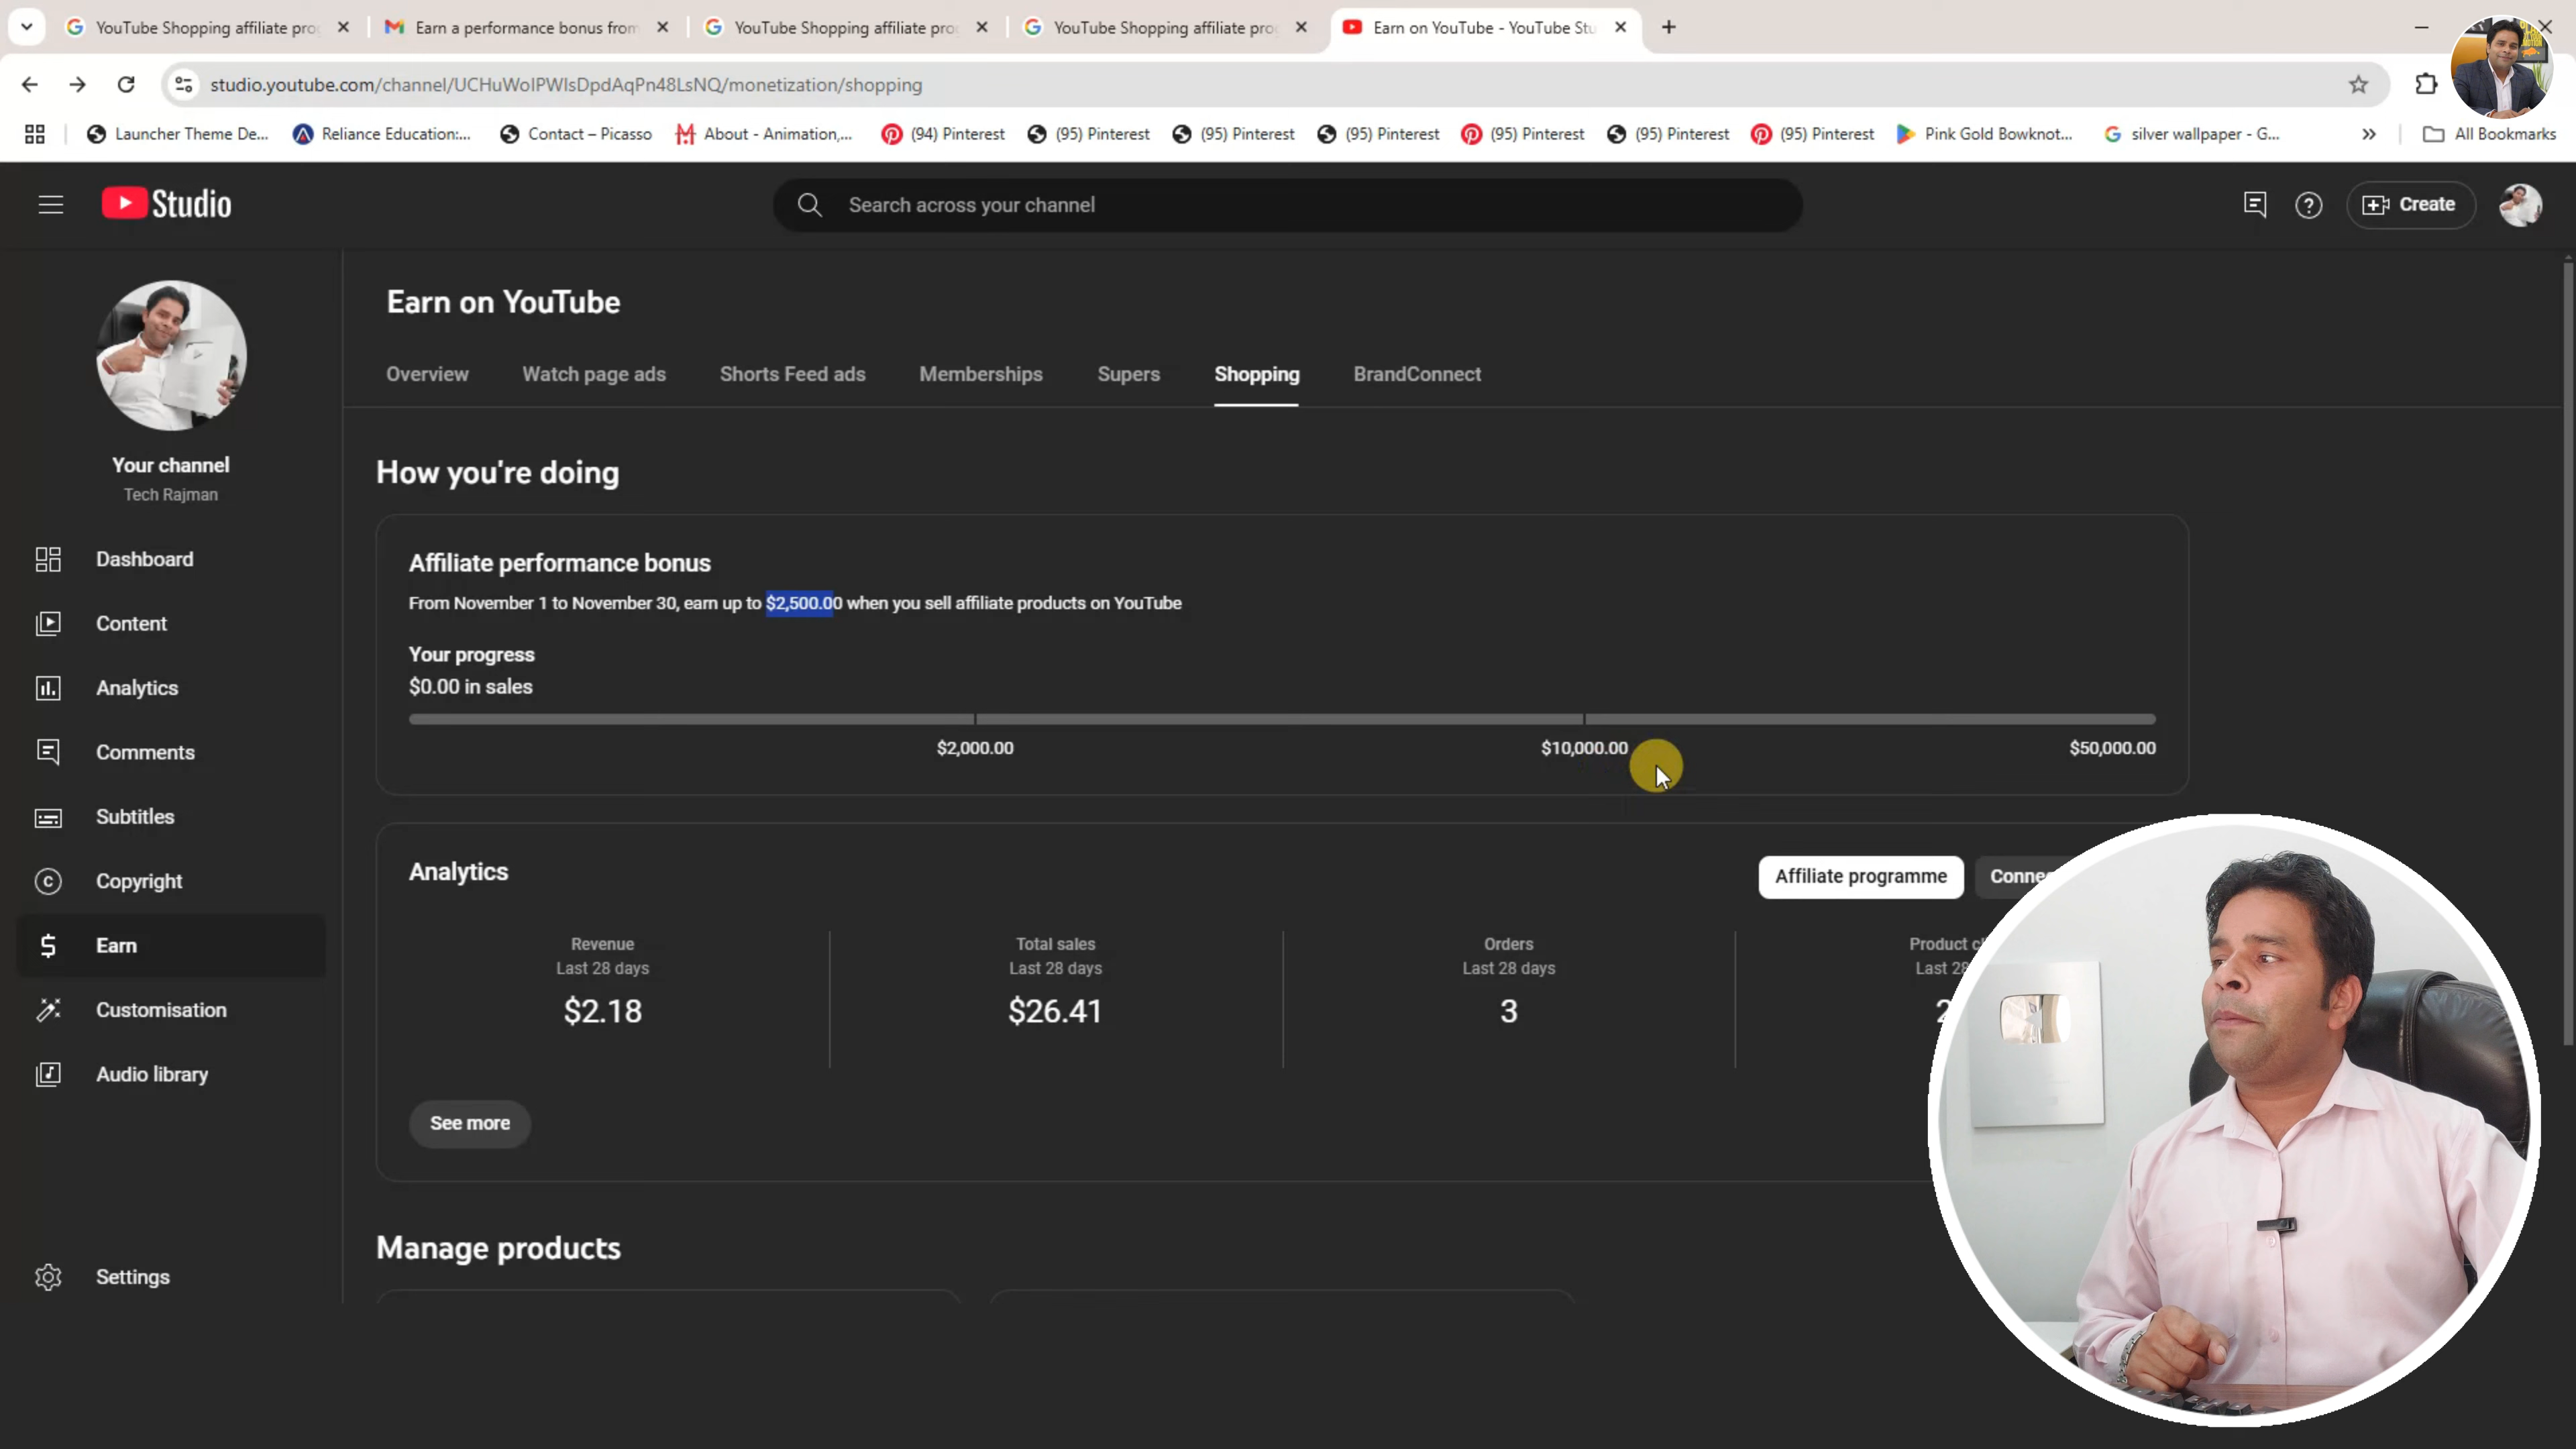 YouTube Shopping affiliate pro
Earn a performance bonus from
YouTube Shopping affiliate pro
YouTube Shopping affiliate pro
Earn on YouTube - YouTube Stu
studio.youtube.com/channel/UCHuWoIPWIsDpdAqPn48LsNQ/monetization/shopping
Launcher Theme De...
Reliance Education:...
Contact – Picasso
About - Animation,...
(94) Pinterest
(95) Pinterest
(95) Pinterest
(95) Pinterest
(95) Pinterest
(95) Pinterest
(95) Pinterest
Pink Gold Bowknot...
silver wallpaper - G...
All Bookmarks
Studio
Search across your channel
Create
Your channel
Tech Rajman
Dashboard
Content
Analytics
Comments
Subtitles
Copyright
Earn
Customisation
Audio library
Settings
Earn on YouTube
Overview
Watch page ads
Shorts Feed ads
Memberships
Supers
Shopping
BrandConnect
How you're doing
Affiliate performance bonus
From November 1 to November 30, earn up to $2,500.00 when you sell affiliate products on YouTube
Your progress
$0.00 in sales
$2,000.00
$10,000.00
$50,000.00
Analytics
Affiliate programme
Connec
Revenue
Last 28 days
$2.18
Total sales
Last 28 days
$26.41
Orders
Last 28 days
3
Product c
Last 28
2
See more
Manage products